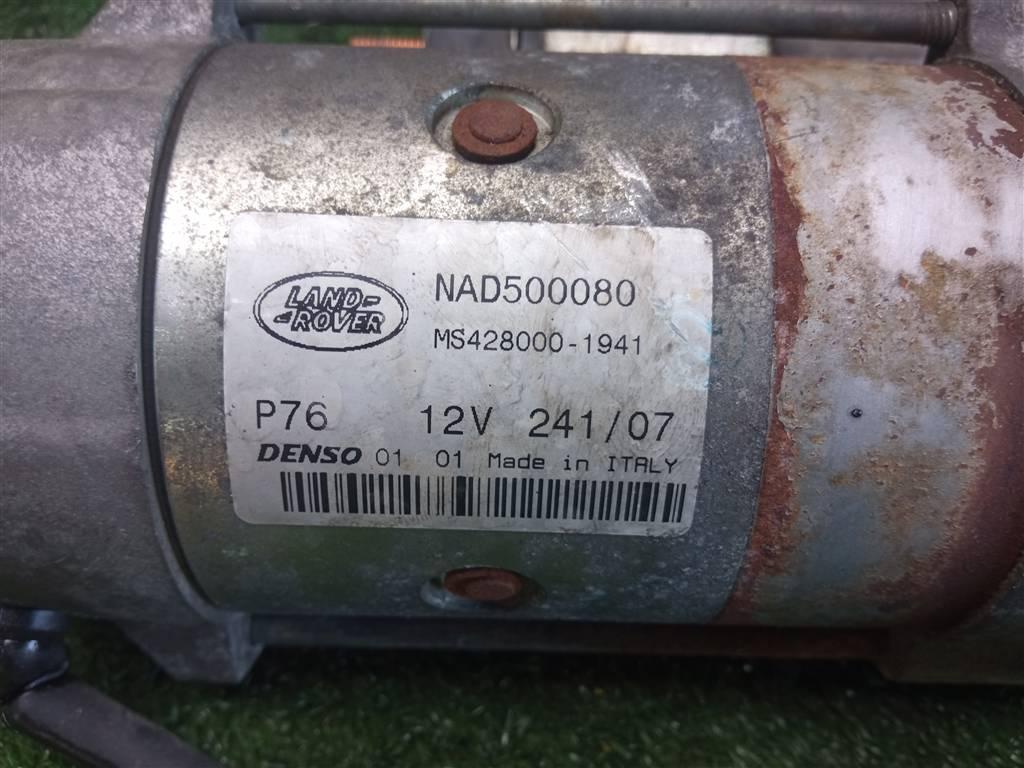 LAND-
-ROVER
NAD500080
MS428000-1941
P76 12V 241/07
DENSO 01 01 Made in ITALY